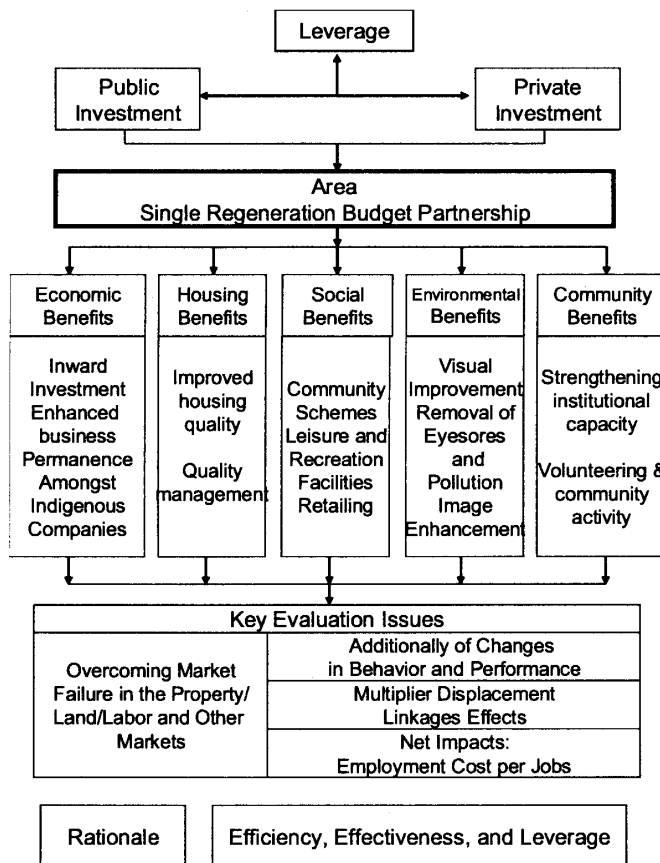 Leverage
Public
Investment
Private
Investment
Area
Single Regeneration Budget Partnership
Economic
Benefits
Inward
Investment
Enhanced
business
Permanence
Amongst
Indigenous
Companies
Housing
Benefits
Improved
housing
quality
Quality
management
Social
Benefits
Community
Schemes
Leisure and
Recreation
Facilities
Retailing
Environmental
Benefits
Visual
Improvement
Removal of
Eyesores
and
Pollution
Image
Enhancement
Community
Benefits
Strengthening
institutional
capacity
Volunteering &
community
activity
Key Evaluation Issues
Overcoming Market
Failure in the Property/
Land/Labor and Other
Markets
Additionally of Changes
in Behavior and Performance
Multiplier Displacement
Linkages Effects
Net Impacts:
Employment Cost per Jobs
Rationale
Efficiency, Effectiveness, and Leverage